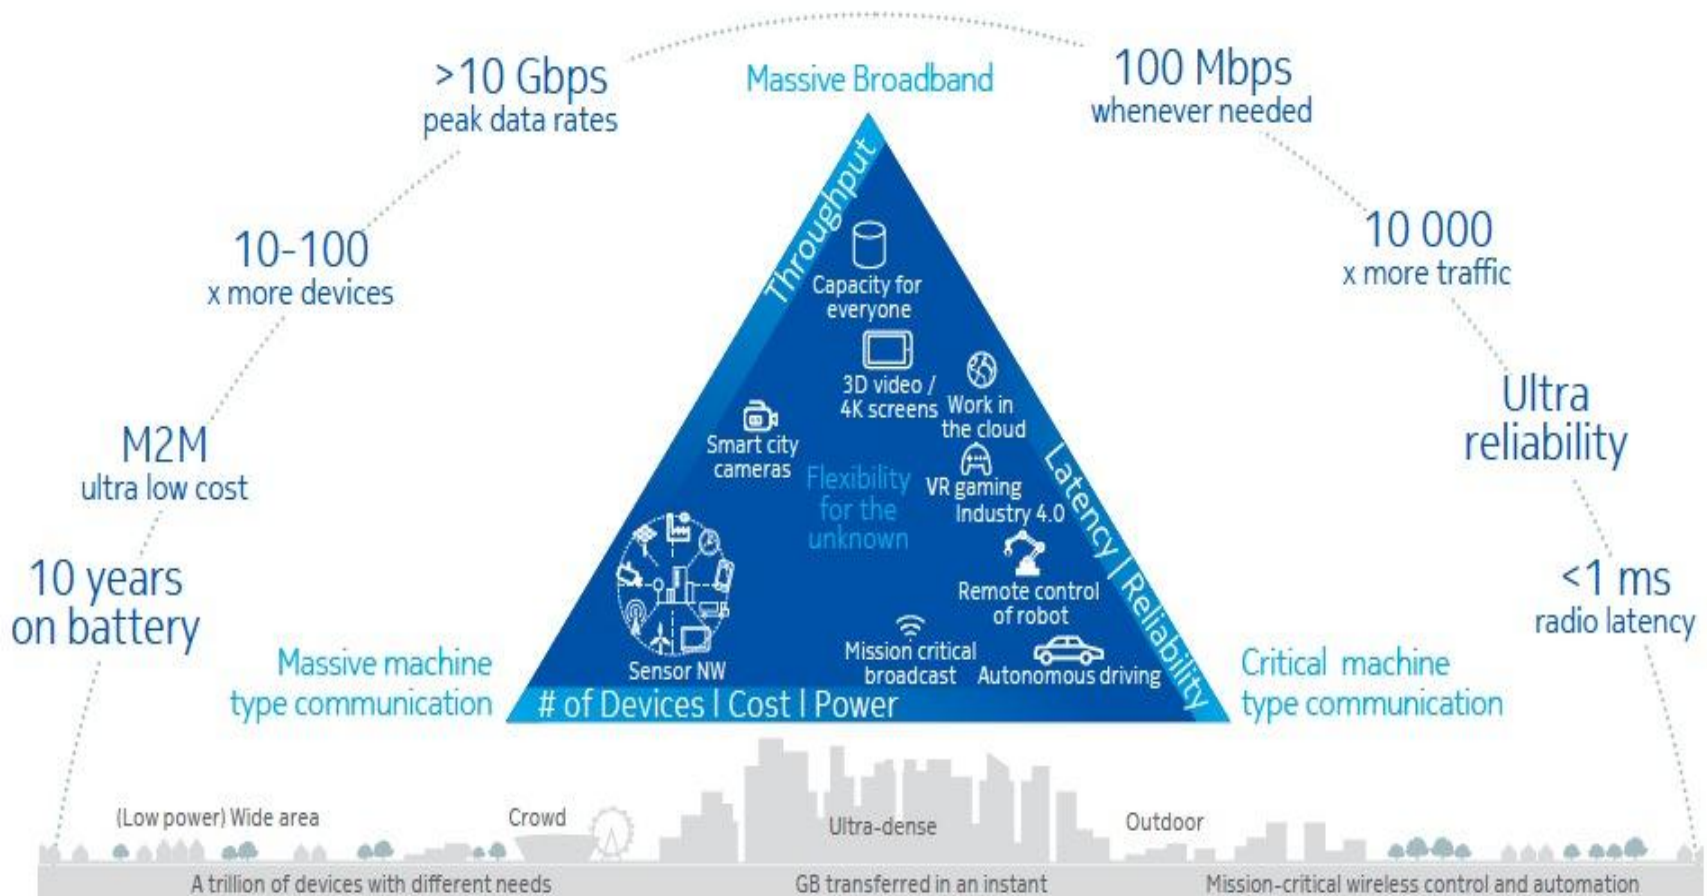 >10 Gbps
peak data rates
Massive Broadband
100 Mbps
whenever needed
10-100
x more devices
10 000
x more traffic
M2M
ultra low cost
Ultra
reliability
10 years
on battery
<1 ms
radio latency
Throughput
Capacity for
everyone
3D video /
4K screens
Work in
the cloud
Smart city
cameras
Flexibility
for the
unknown
VR gaming
Industry 4.0
Latency | Reliability
Remote control
of robot
Sensor NW
Mission critical
broadcast
Autonomous driving
Massive machine
type communication
# of Devices | Cost | Power
Critical machine
type communication
(Low power) Wide area
Crowd
Ultra-dense
Outdoor
A trillion of devices with different needs
GB transferred in an instant
Mission-critical wireless control and automation